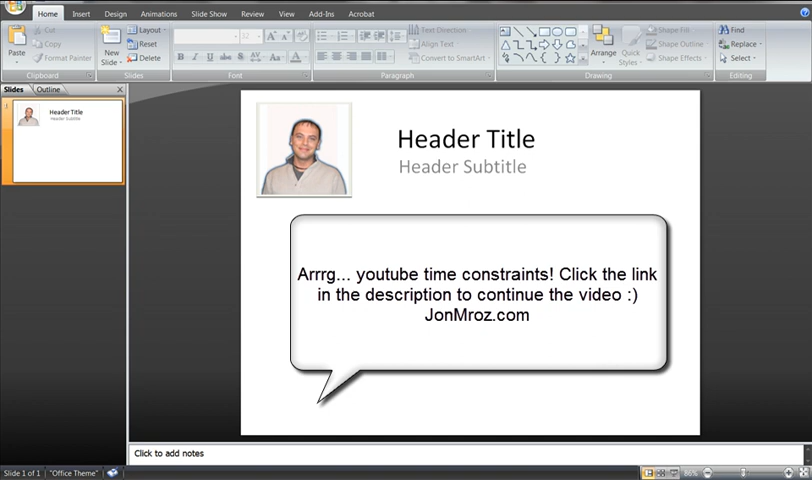 Home Insert Design Animations Slide Show Review View Add-Ins Acrobat
Paste
Cut
Copy
Format Painter
Clipboard
New
Slide
Layout
Reset
Delete
Slides
32
Font
Paragraph
Text Direction
Align Text
Convert to SmartArt
Arrange
Quick
Styles
Shape Fill
Shape Outline
Shape Effects
Drawing
Find
Replace
Select
Editing
Slides Outline
1
Header Title
Header Subtitle
Header Title
Header Subtitle
Arrrg... youtube time constraints! Click the link
in the description to continue the video :)
JonMroz.com
Click to add notes
Slide 1 of 1 "Office Theme" 86%